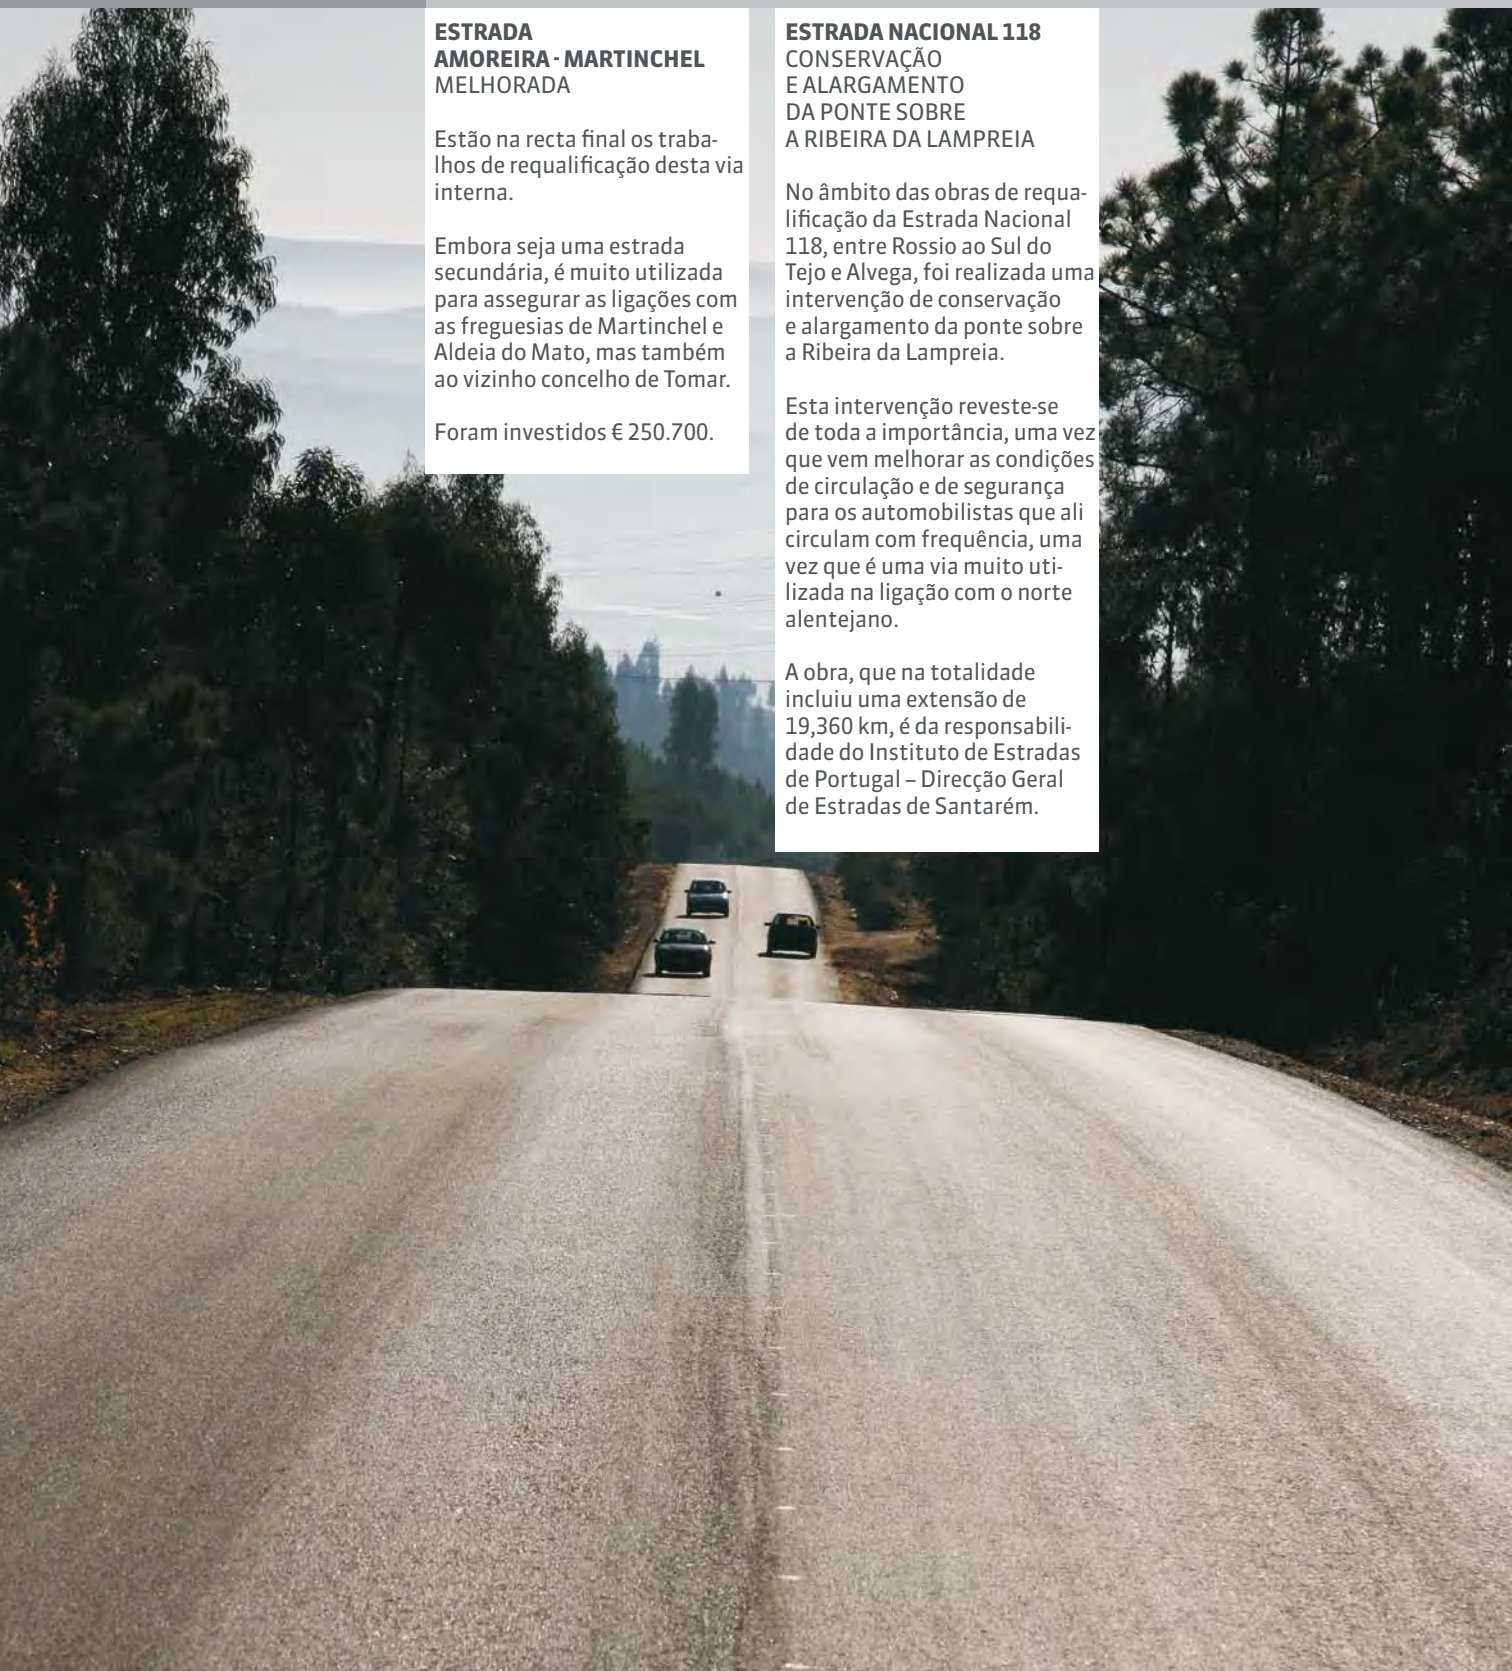 ESTRADA
AMOREIRA - MARTINCHEL
MELHORADA
Estão na recta final os traba-
lhos de requalificação desta via
interna.
Embora seja uma estrada
secundária, é muito utilizada
para assegurar as ligações com
as freguesias de Martinchel e
Aldeia do Mato, mas também
ao vizinho concelho de Tomar.
Foram investidos € 250.700.
ESTRADA NACIONAL 118
CONSERVAÇÃO
E ALARGAMENTO
DA PONTE SOBRE
A RIBEIRA DA LAMPREIA
No âmbito das obras de requa-
lificação da Estrada Nacional
118, entre Rossio ao Sul do
Tejo e Alvega, foi realizada uma
intervenção de conservação
e alargamento da ponte sobre
a Ribeira da Lampreia.
Esta intervenção reveste-se
de toda a importância, uma vez
que vem melhorar as condições
de circulação e de segurança
para os automobilistas que ali
circulam com frequência, uma
vez que é uma via muito uti-
lizada na ligação com o norte
alentejano.
A obra, que na totalidade
incluiu uma extensão de
19,360 km, é da responsabili-
dade do Instituto de Estradas
de Portugal – Direcção Geral
de Estradas de Santarém.